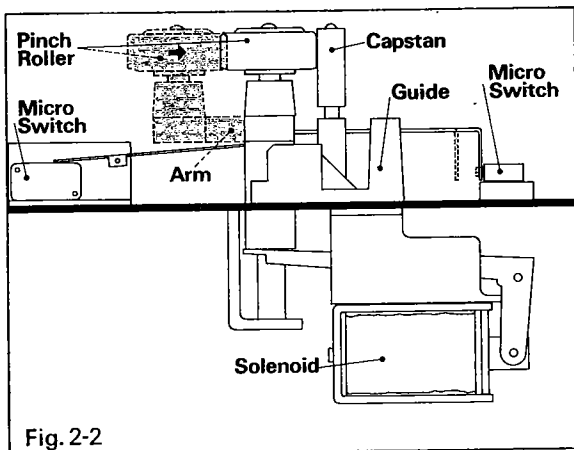 Pinch
Roller
Capstan
Micro
Switch
Guide
Micro
Switch
Arm
Solenoid
Fig. 2-2